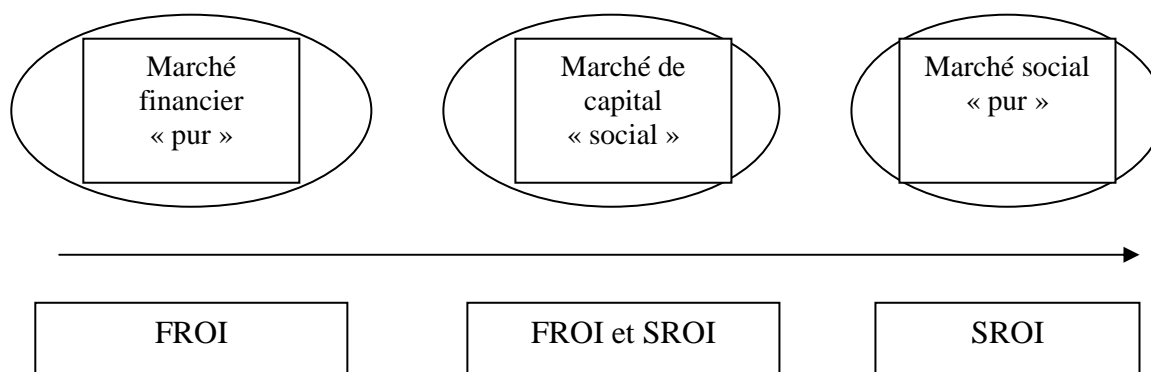 Marché
financier
« pur »
Marché de
capital
« social »
Marché social
« pur »
FROI
FROI et SROI
SROI